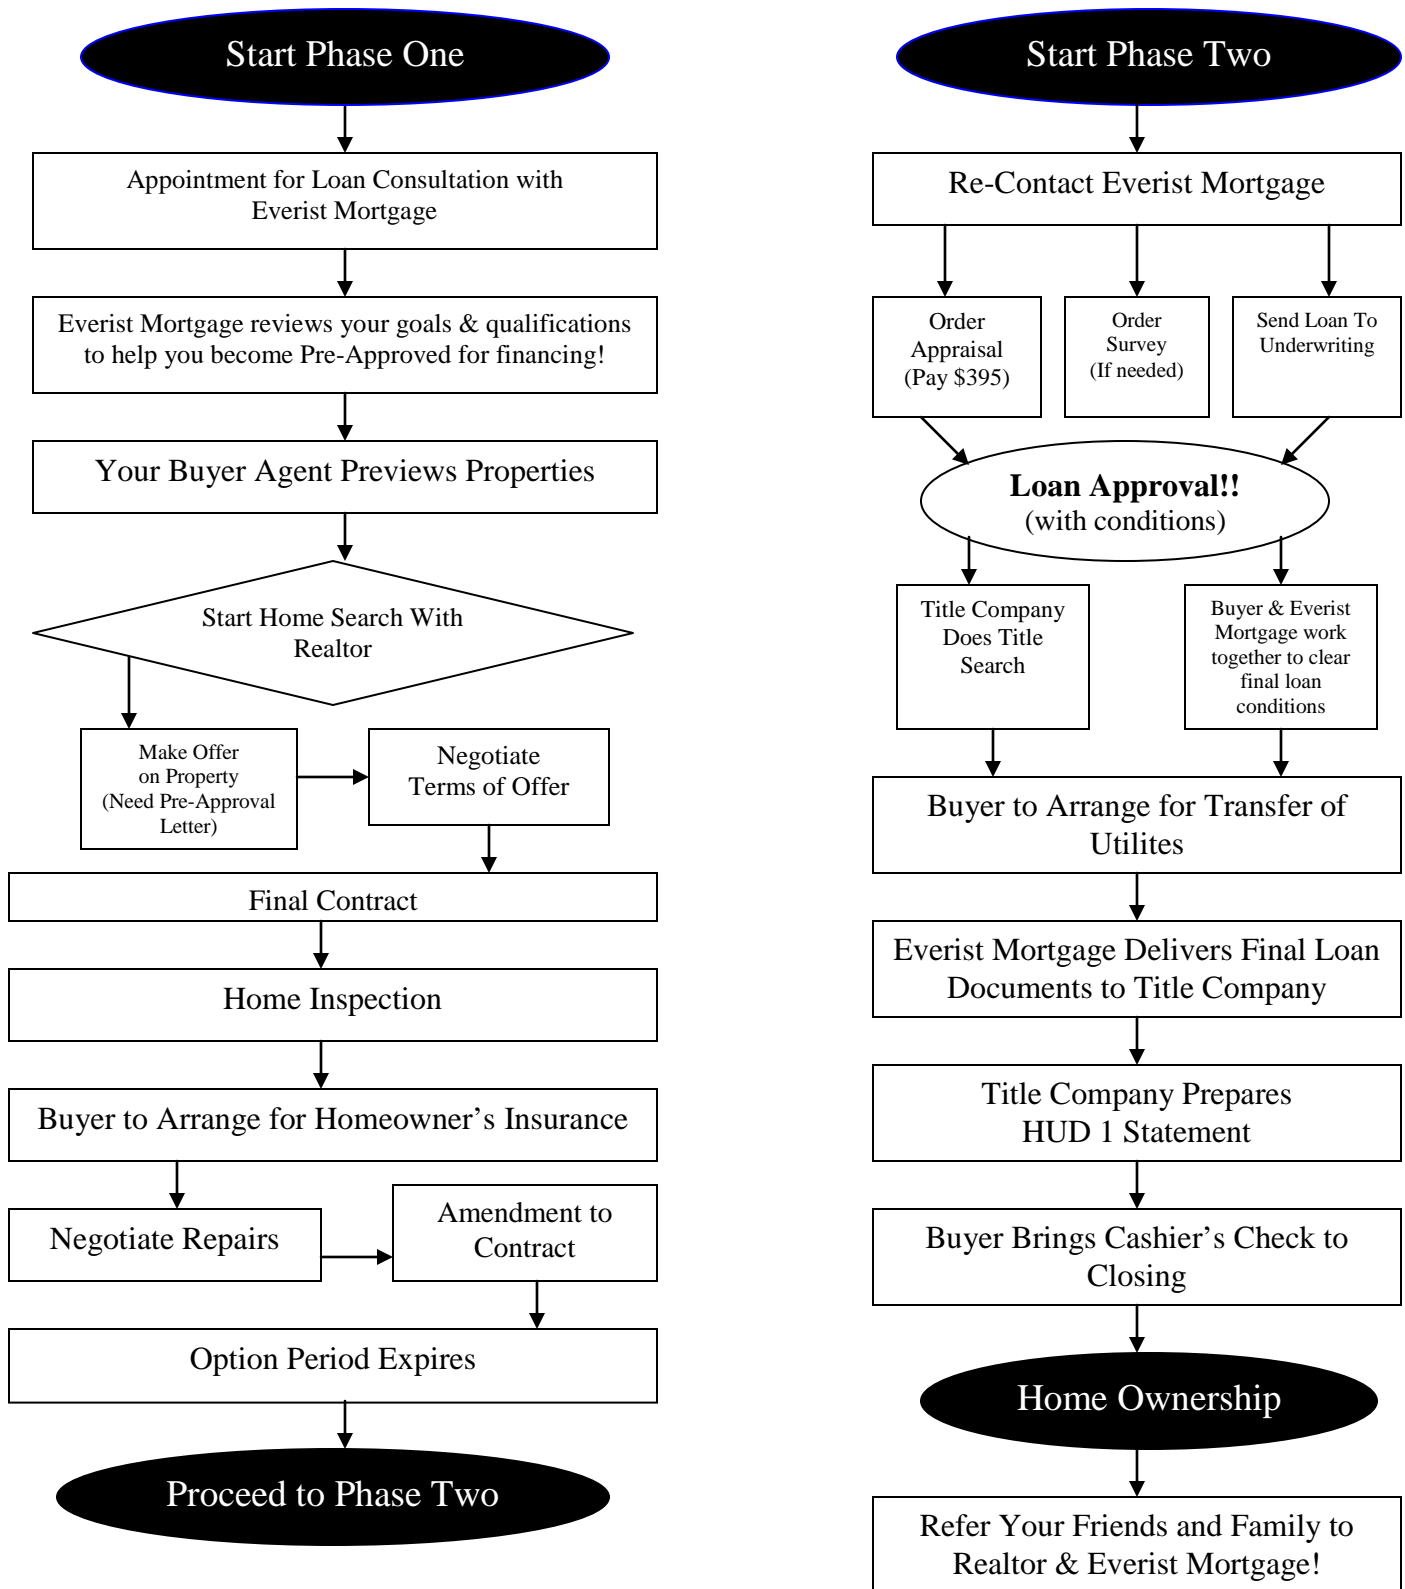 Start Phase One
Appointment for Loan Consultation with
Everist Mortgage
Everist Mortgage reviews your goals & qualifications
to help you become Pre-Approved for financing!
Your Buyer Agent Previews Properties
Start Home Search With
Realtor
Make Offer
on Property
(Need Pre-Approval
Letter)
Negotiate
Terms of Offer
Final Contract
Home Inspection
Buyer to Arrange for Homeowner’s Insurance
Negotiate Repairs
Amendment to
Contract
Option Period Expires
Proceed to Phase Two
Start Phase Two
Re-Contact Everist Mortgage
Order
Appraisal
(Pay $395)
Order
Survey
(If needed)
Send Loan To
Underwriting
Loan Approval!!
(with conditions)
Title Company
Does Title
Search
Buyer & Everist
Mortgage work
together to clear
final loan
conditions
Buyer to Arrange for Transfer of
Utilites
Everist Mortgage Delivers Final Loan
Documents to Title Company
Title Company Prepares
HUD 1 Statement
Buyer Brings Cashier’s Check to
Closing
Home Ownership
Refer Your Friends and Family to
Realtor & Everist Mortgage!